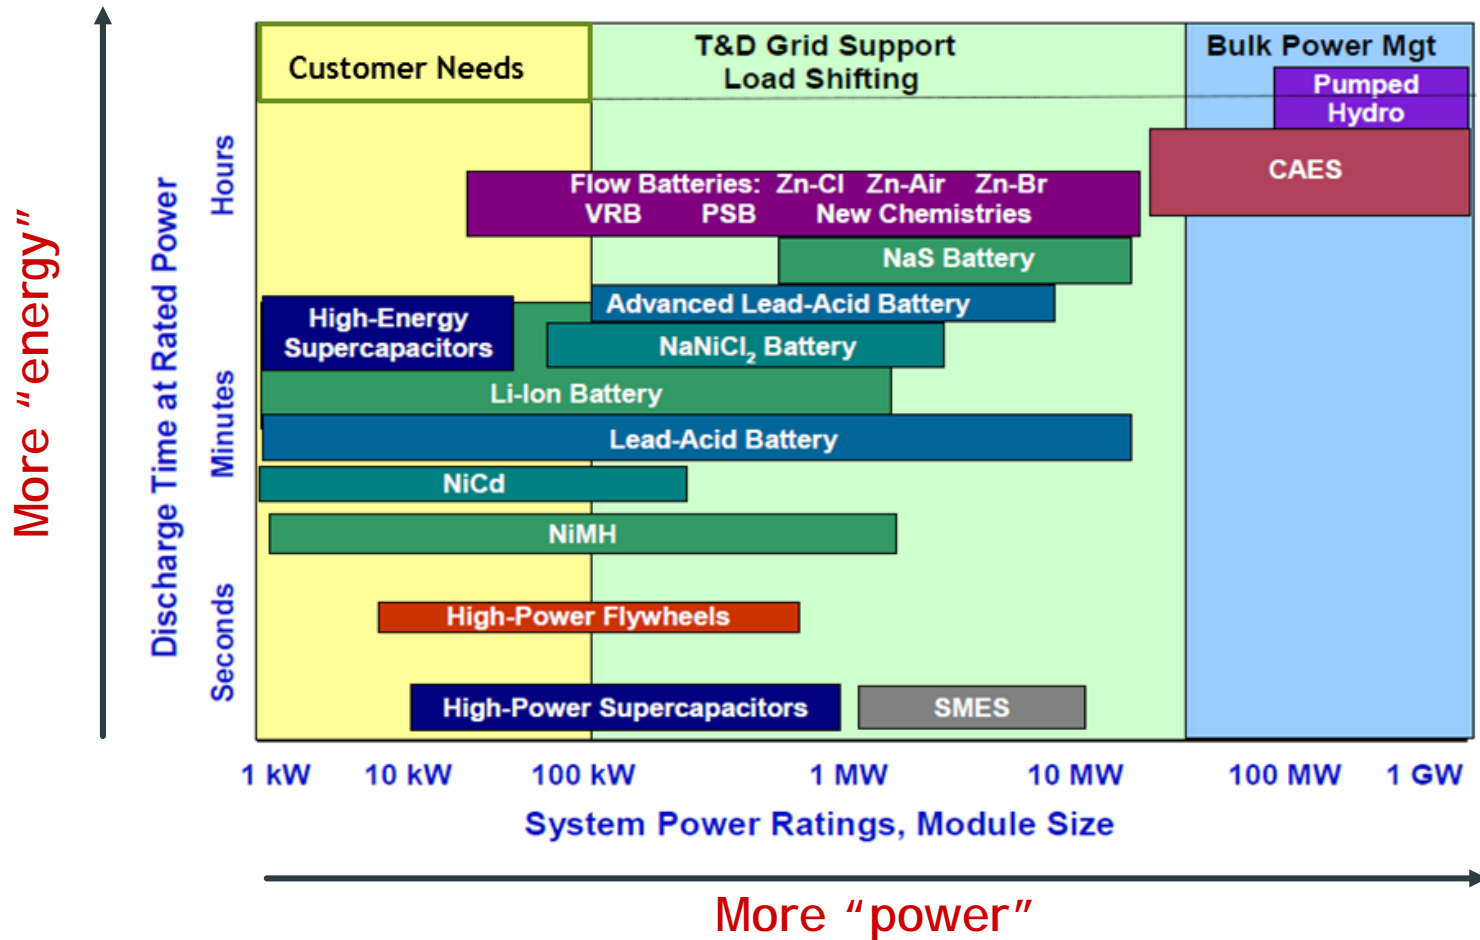 More “energy”
Discharge Time at Rated Power
Hours
Minutes
Seconds
Customer Needs
T&D Grid Support
Load Shifting
Bulk Power Mgt
Pumped
Hydro
CAES
Flow Batteries: Zn-Cl Zn-Air Zn-Br
VRB PSB New Chemistries
NaS Battery
Advanced Lead-Acid Battery
High-Energy
Supercapacitors
NaNiCl₂ Battery
Li-Ion Battery
Lead-Acid Battery
NiCd
NiMH
High-Power Flywheels
High-Power Supercapacitors
SMES
1 kW 10 kW 100 kW 1 MW 10 MW 100 MW 1 GW
System Power Ratings, Module Size
More “power”